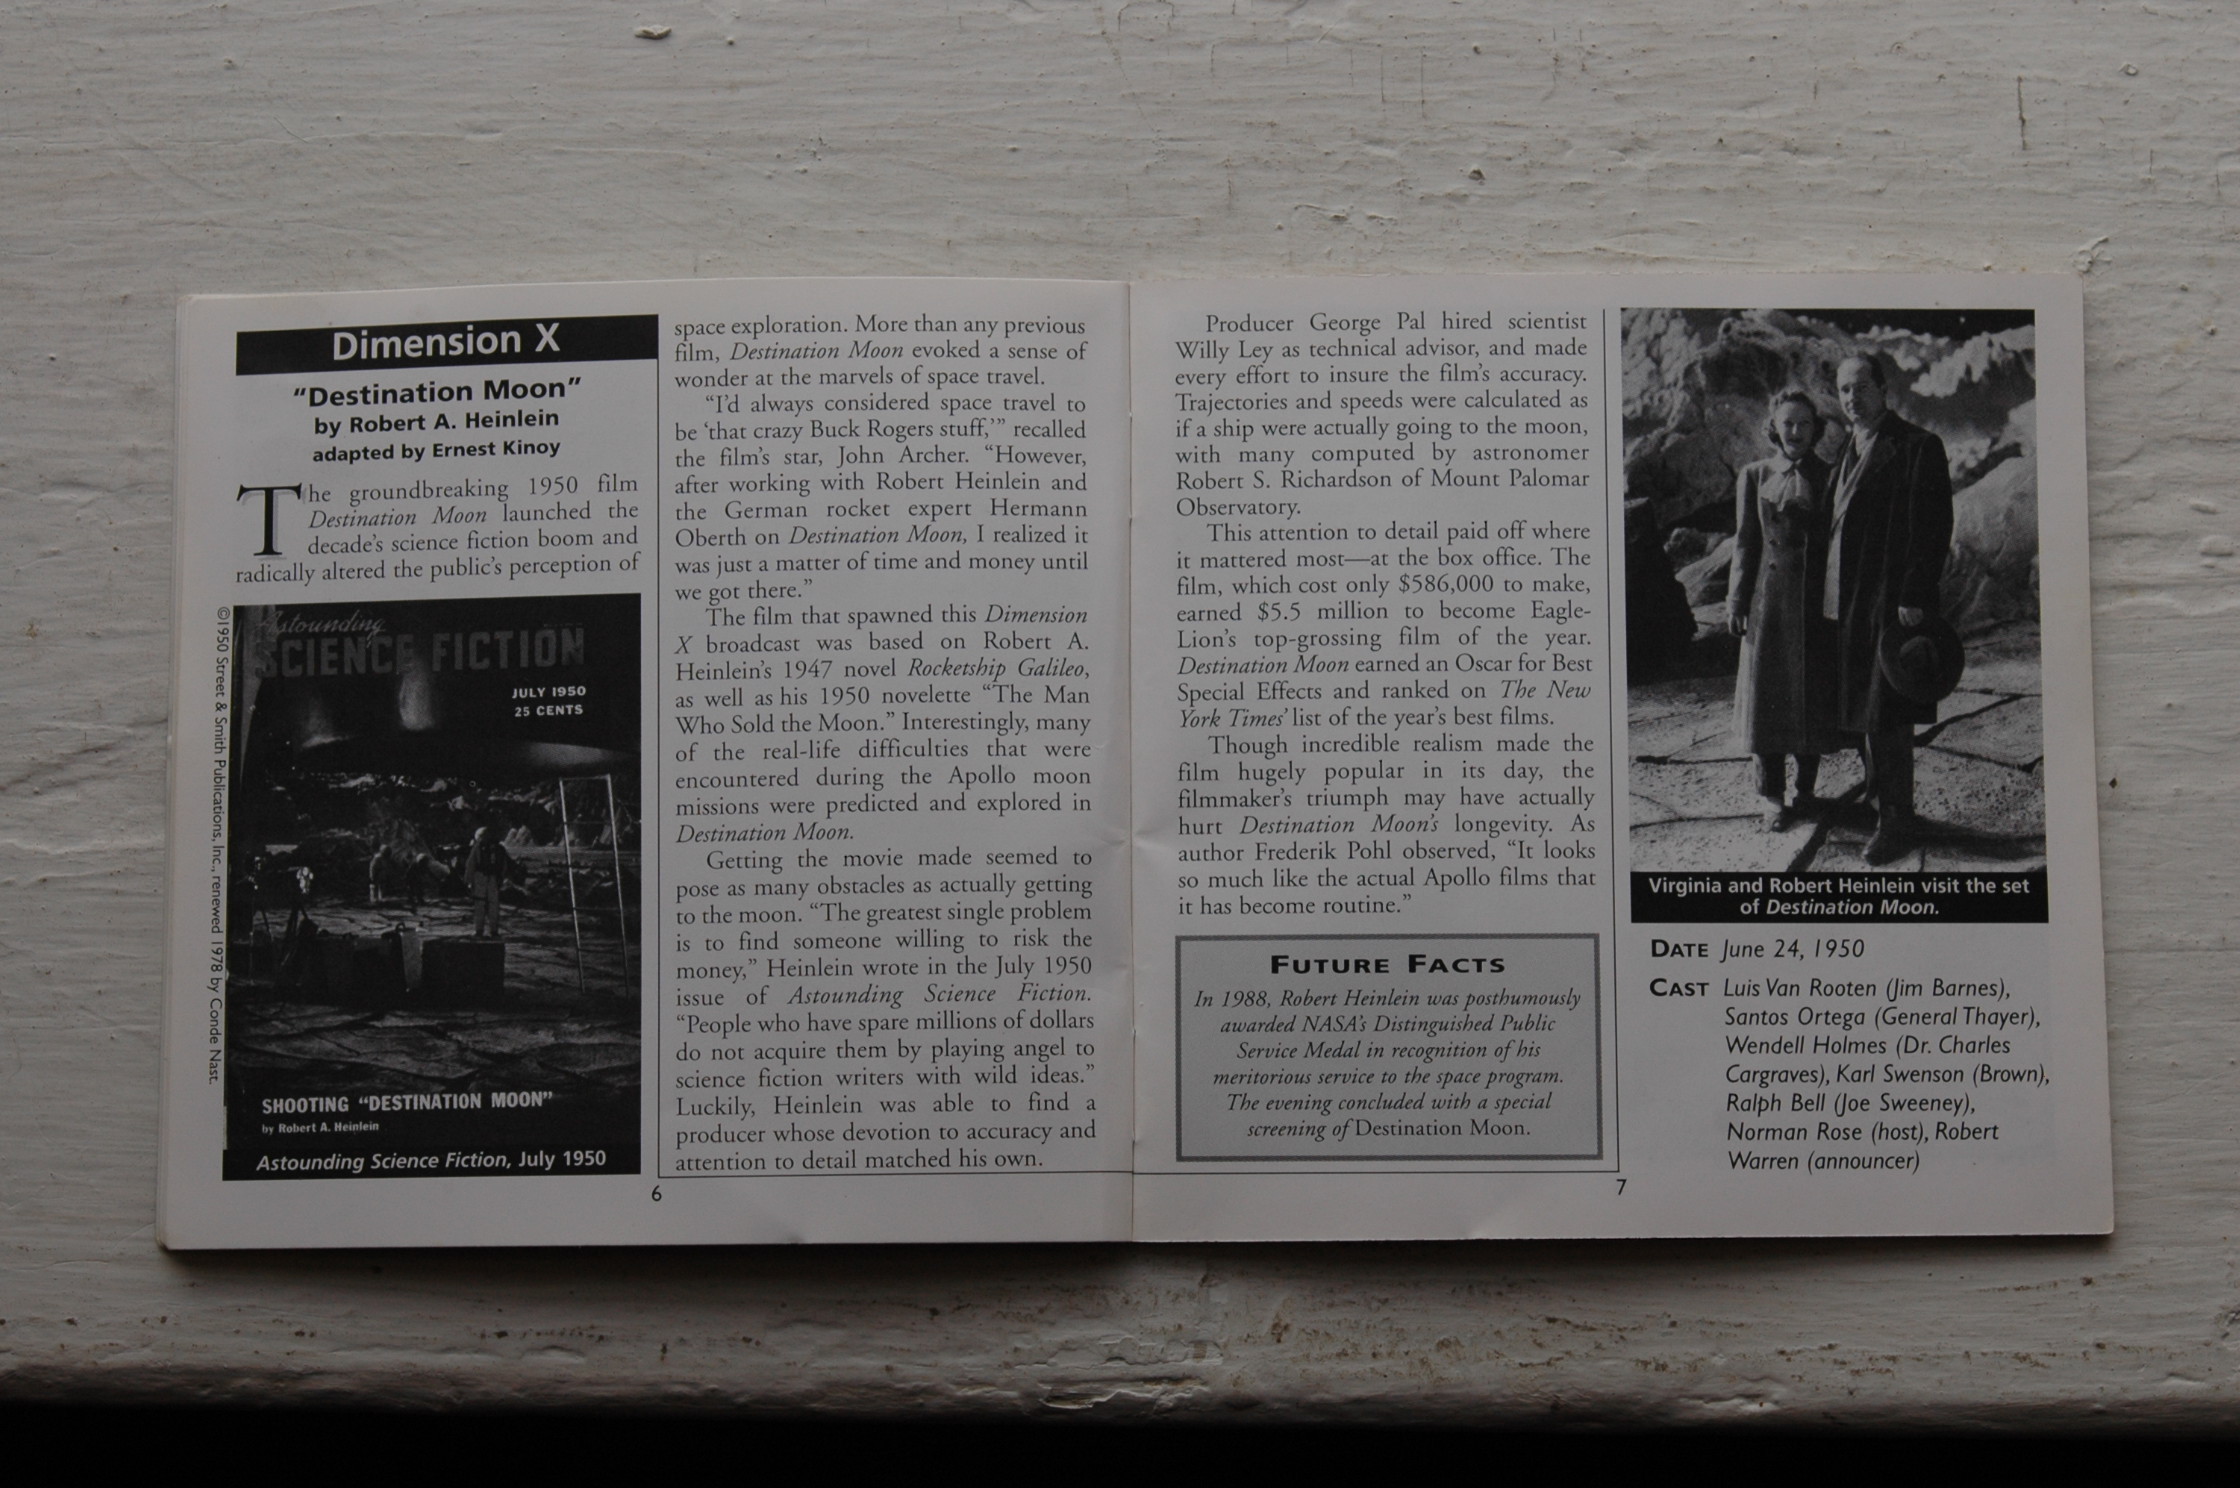 Dimension X
"Destination Moon"
by Robert A. Heinlein
adapted by Ernest Kinoy
The groundbreaking 1950 film
Destination Moon launched the
decade's science fiction boom and
radically altered the public's perception of
©1950 Street & Smith Publications, Inc., renewed 1978 by Conde Nast.
Astounding
SCIENCE FICTION
JULY 1950
25 CENTS
SHOOTING "DESTINATION MOON"
by Robert A. Heinlein
Astounding Science Fiction, July 1950
space exploration. More than any previous
film, Destination Moon evoked a sense of
wonder at the marvels of space travel.
"I'd always considered space travel to
be 'that crazy Buck Rogers stuff,'" recalled
the film's star, John Archer. "However,
after working with Robert Heinlein and
the German rocket expert Hermann
Oberth on Destination Moon, I realized it
was just a matter of time and money until
we got there."
The film that spawned this Dimension
X broadcast was based on Robert A.
Heinlein's 1947 novel Rocketship Galileo,
as well as his 1950 novelette "The Man
Who Sold the Moon." Interestingly, many
of the real-life difficulties that were
encountered during the Apollo moon
missions were predicted and explored in
Destination Moon.
Getting the movie made seemed to
pose as many obstacles as actually getting
to the moon. "The greatest single problem
is to find someone willing to risk the
money," Heinlein wrote in the July 1950
issue of Astounding Science Fiction.
"People who have spare millions of dollars
do not acquire them by playing angel to
science fiction writers with wild ideas."
Luckily, Heinlein was able to find a
producer whose devotion to accuracy and
attention to detail matched his own.
6
Producer George Pal hired scientist
Willy Ley as technical advisor, and made
every effort to insure the film's accuracy.
Trajectories and speeds were calculated as
if a ship were actually going to the moon,
with many computed by astronomer
Robert S. Richardson of Mount Palomar
Observatory.
This attention to detail paid off where
it mattered most—at the box office. The
film, which cost only $586,000 to make,
earned $5.5 million to become Eagle-
Lion's top-grossing film of the year.
Destination Moon earned an Oscar for Best
Special Effects and ranked on The New
York Times' list of the year's best films.
Though incredible realism made the
film hugely popular in its day, the
filmmaker's triumph may have actually
hurt Destination Moon's longevity. As
author Frederik Pohl observed, "It looks
so much like the actual Apollo films that
it has become routine."
FUTURE FACTS
In 1988, Robert Heinlein was posthumously
awarded NASA's Distinguished Public
Service Medal in recognition of his
meritorious service to the space program.
The evening concluded with a special
screening of Destination Moon.
7
Virginia and Robert Heinlein visit the set
of Destination Moon.
DATE June 24, 1950
CAST Luis Van Rooten (Jim Barnes),
Santos Ortega (General Thayer),
Wendell Holmes (Dr. Charles
Cargraves), Karl Swenson (Brown),
Ralph Bell (Joe Sweeney),
Norman Rose (host), Robert
Warren (announcer)